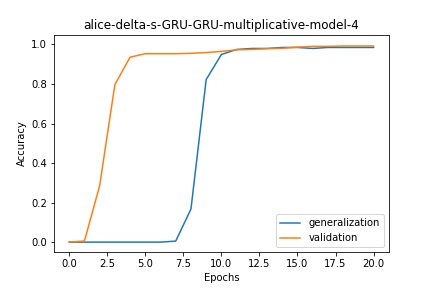 alice-delta-s-GRU-GRU-multiplicative-model-4
1.0
0.8
0.6
0.4
0.2
0.0
Accuracy
generalization
validation
0.0 2.5 5.0 7.5 10.0 12.5 15.0 17.5 20.0
Epochs